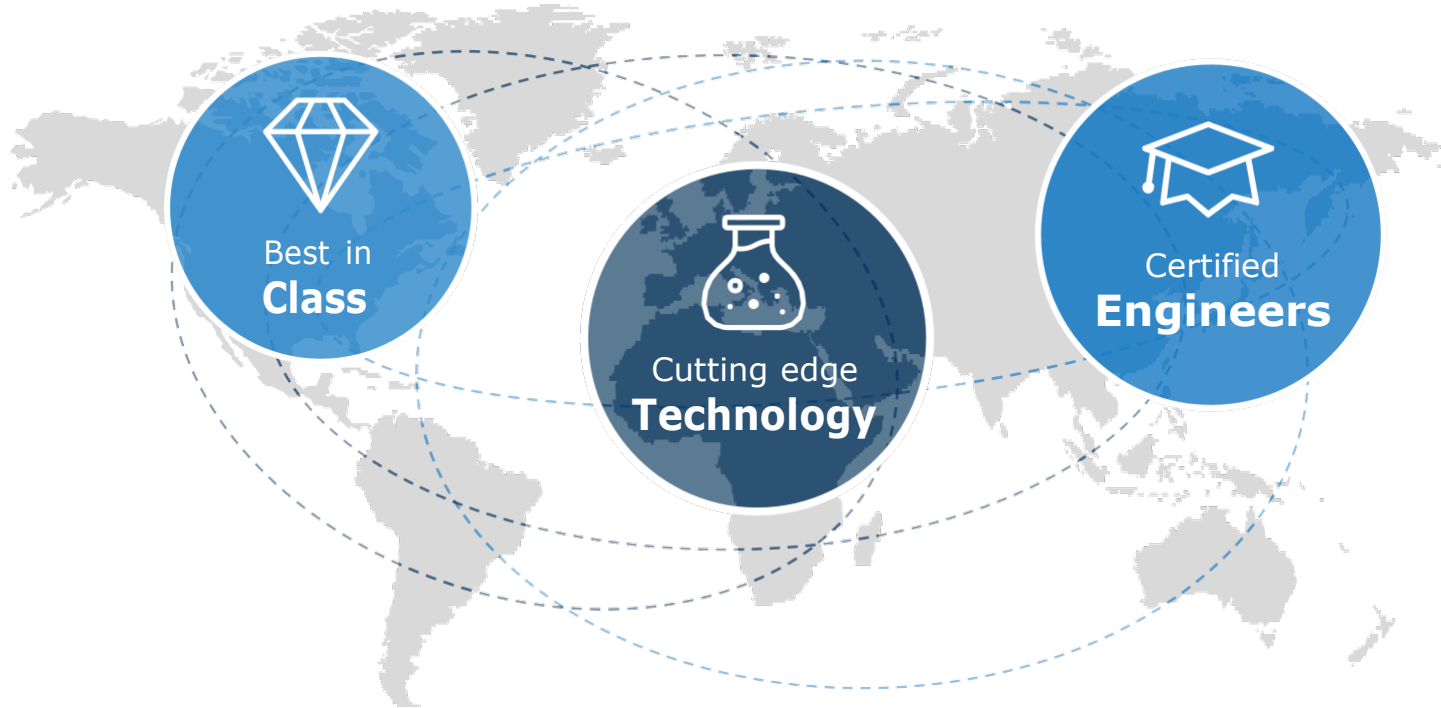 Best in
Class
Cutting edge
Technology
Certified
Engineers